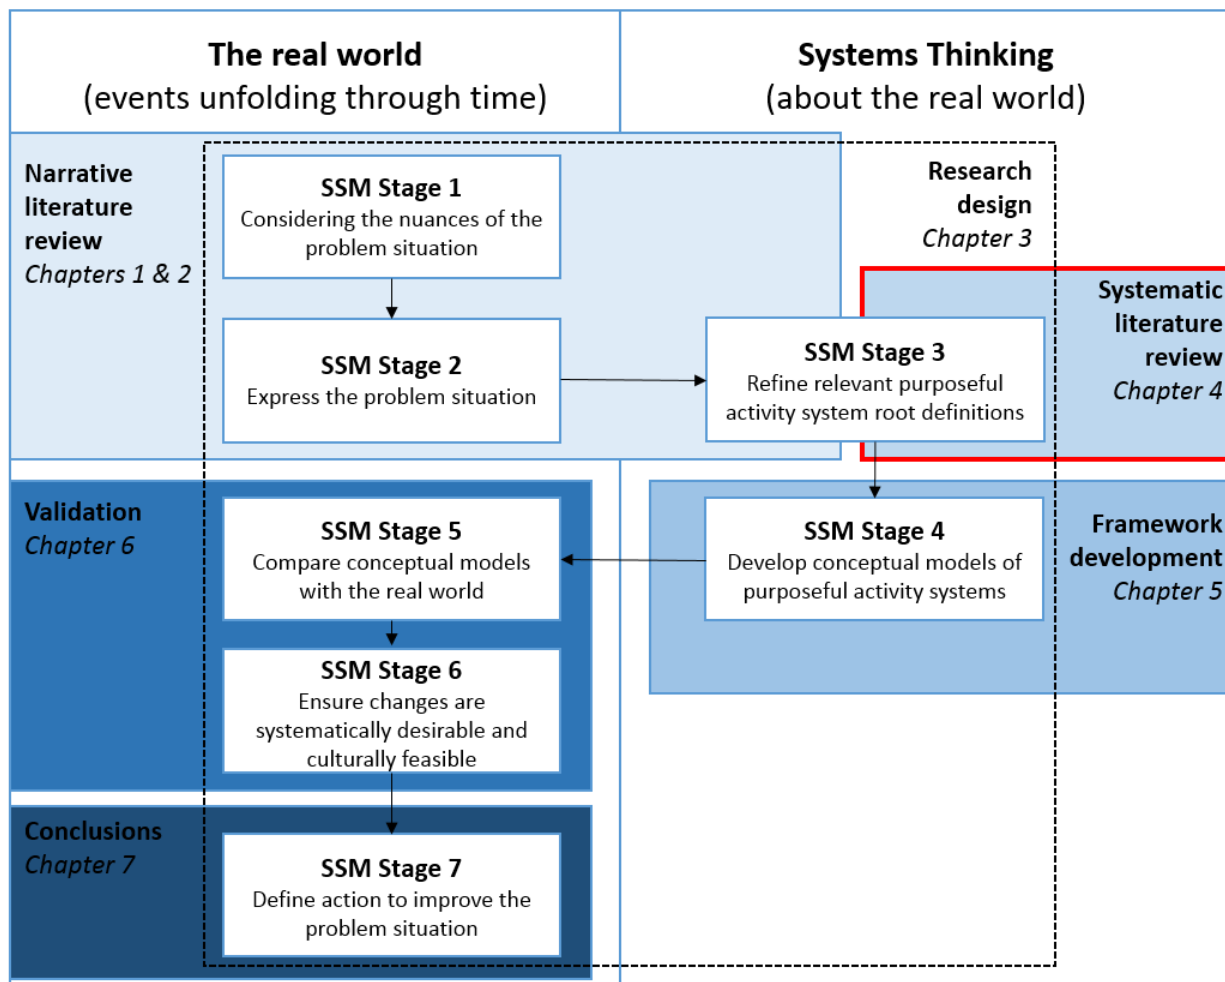 The real world
(events unfolding through time)
Systems Thinking
(about the real world)
Narrative
literature
review
Chapters 1 & 2
SSM Stage 1
Considering the nuances of the
problem situation
Research
design
Chapter 3
SSM Stage 2
Express the problem situation
SSM Stage 3
Refine relevant purposeful
activity system root definitions
Systematic
literature
review
Chapter 4
Validation
Chapter 6
SSM Stage 5
Compare conceptual models
with the real world
SSM Stage 4
Develop conceptual models of
purposeful activity systems
Framework
development
Chapter 5
SSM Stage 6
Ensure changes are
systematically desirable and
culturally feasible
Conclusions
Chapter 7
SSM Stage 7
Define action to improve the
problem situation